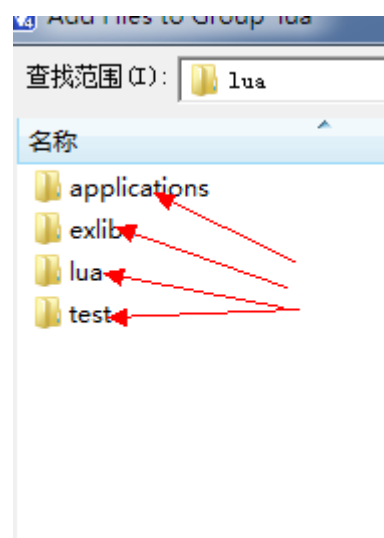 Add Files to Group 'lua'
查找范围(I):
lua
名称
applications
exlib
lua
test